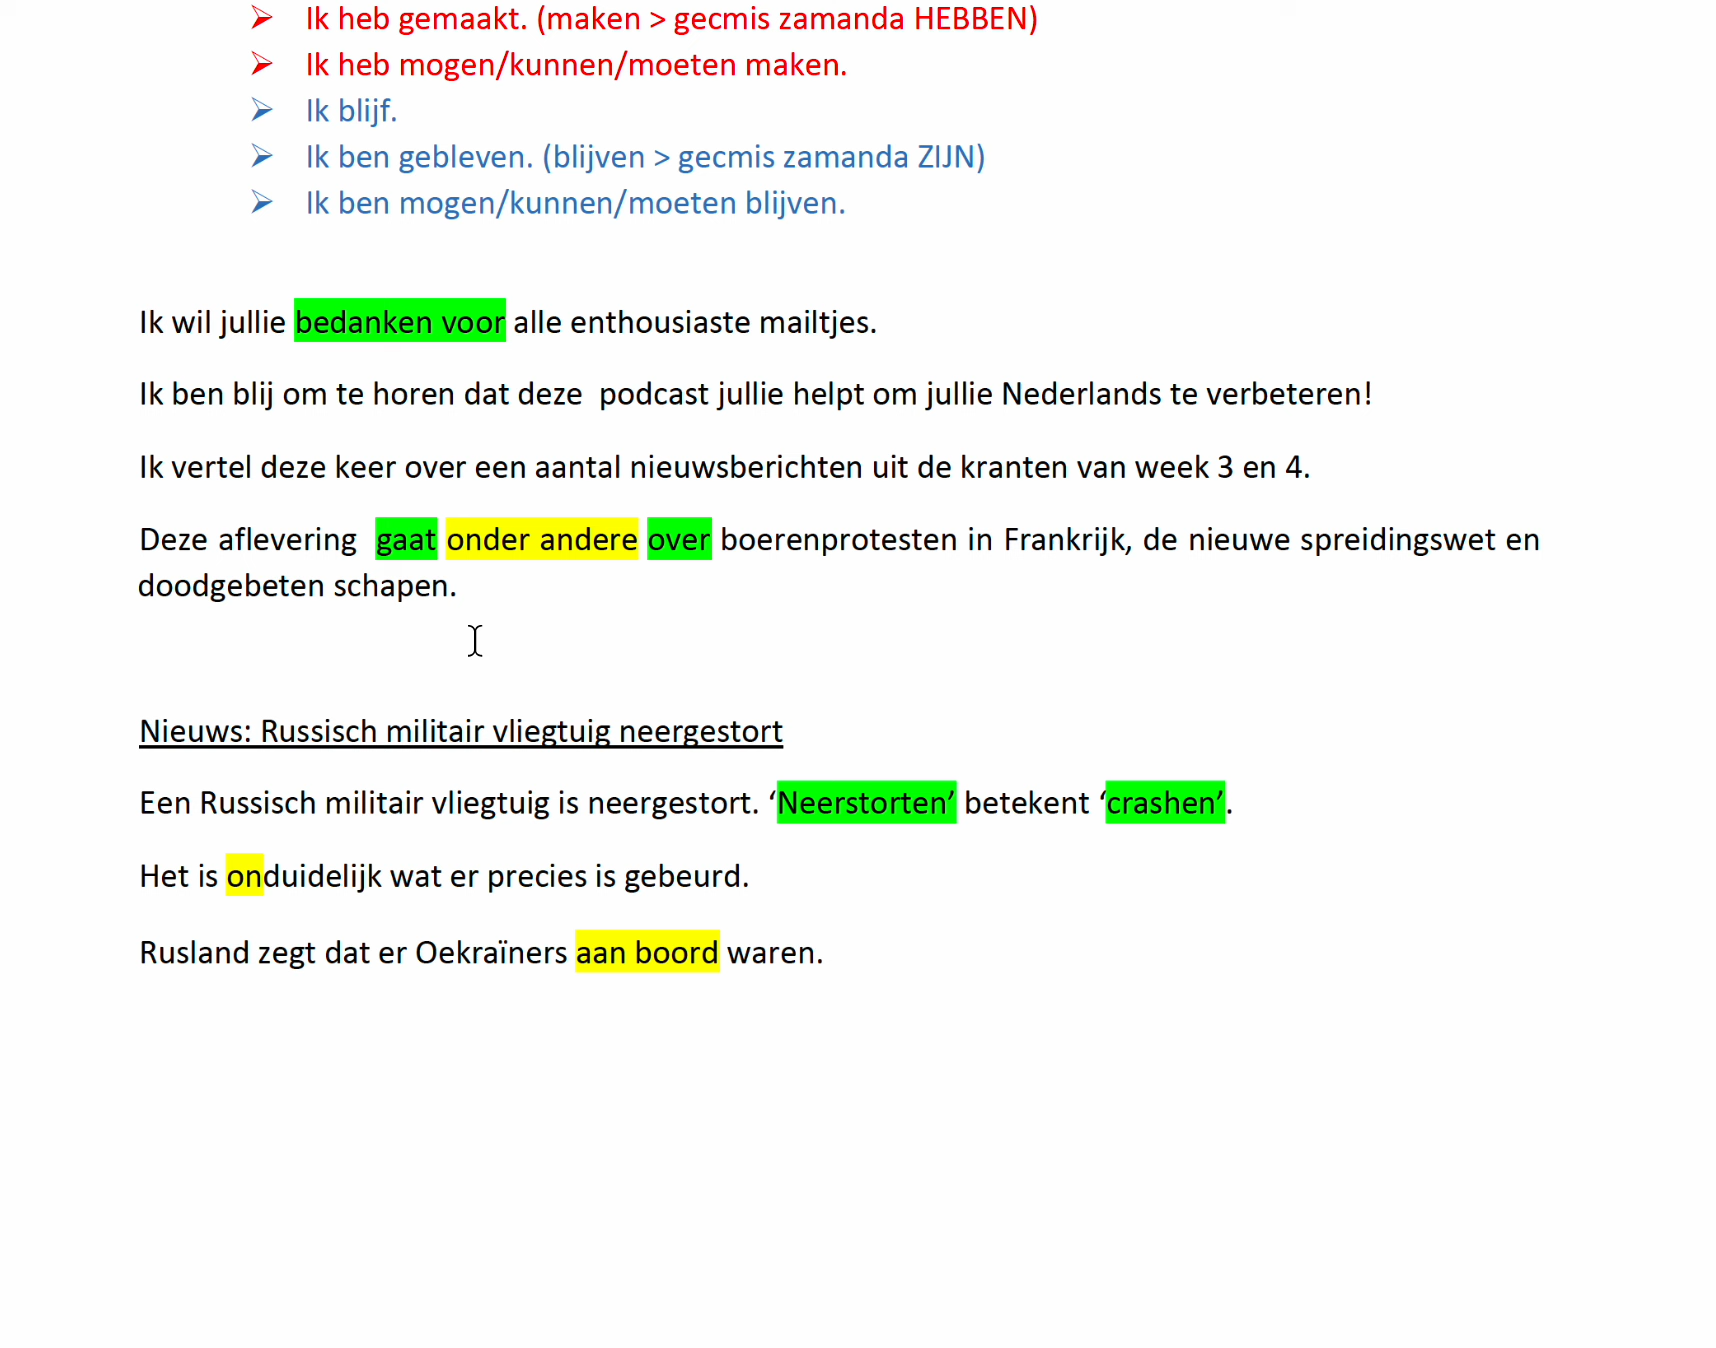 ➢ Ik heb gemaakt. (maken > gecmis zamanda HEBBEN)
➢ Ik heb mogen/kunnen/moeten maken.
➢ Ik blijf.
➢ Ik ben gebleven. (blijven > gecmis zamanda ZIJN)
➢ Ik ben mogen/kunnen/moeten blijven.
Ik wil jullie bedanken voor alle enthousiaste mailtjes.
Ik ben blij om te horen dat deze  podcast jullie helpt om jullie Nederlands te verbeteren!
Ik vertel deze keer over een aantal nieuwsberichten uit de kranten van week 3 en 4.
Deze aflevering  gaat onder andere over boerenprotesten in Frankrijk, de nieuwe spreidingswet en
doodgebeten schapen.
Nieuws: Russisch militair vliegtuig neergestort
Een Russisch militair vliegtuig is neergestort. ‘Neerstorten’ betekent ‘crashen’.
Het is onduidelijk wat er precies is gebeurd.
Rusland zegt dat er Oekraïners aan boord waren.